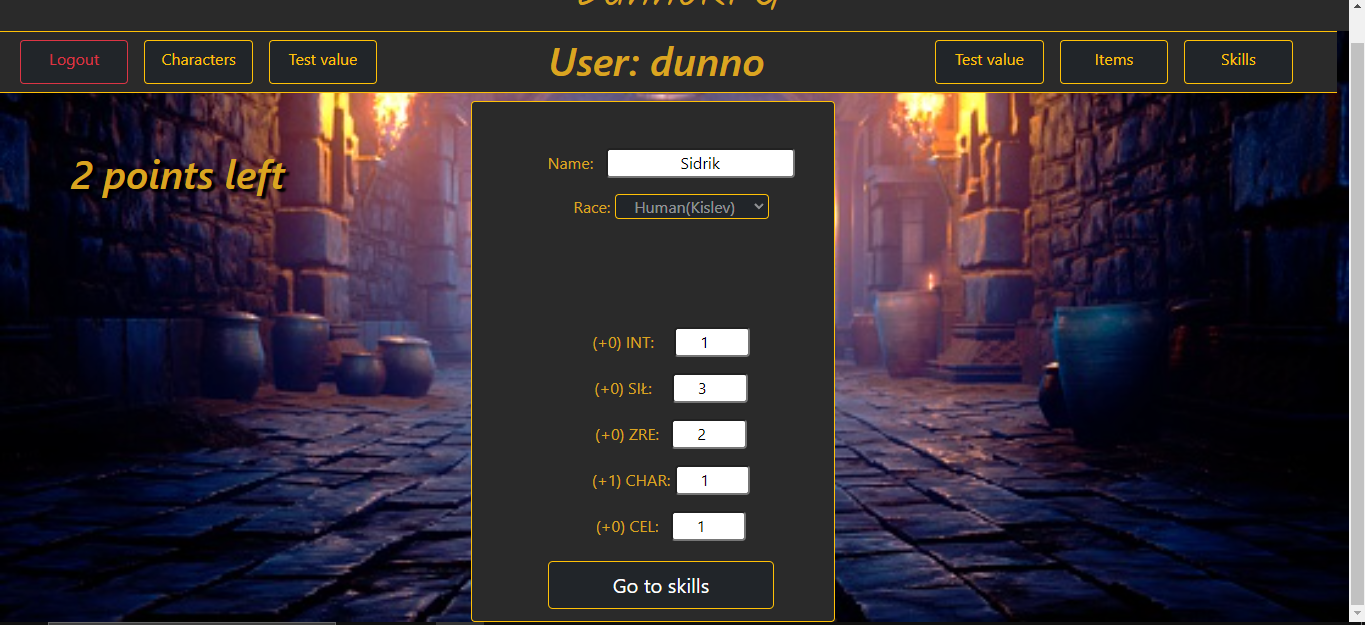 Logout Characters Test value User: dunno Test value Items Skills
2 points left
Name: Sidrik
Race: Human(Kislev)
(+0) INT: 1
(+0) SIŁ: 3
(+0) ZRE: 2
(+1) CHAR: 1
(+0) CEL: 1
Go to skills